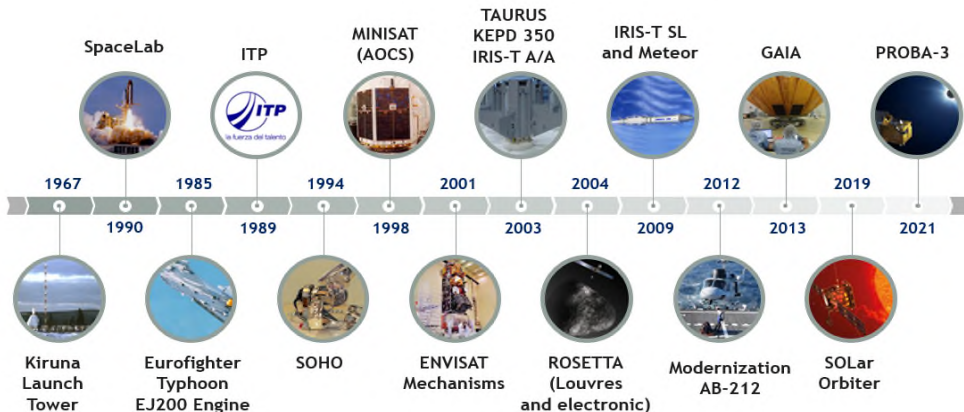 SpaceLab
ITP
MINISAT
(AOCS)
TAURUS
KEPD 350
IRIS-T A/A
IRIS-T SL
and Meteor
GAIA
PROBA-3
ITP
la fuerza del talento
1967
1985
1994
2001
2004
2012
2019
1990
1989
1998
2003
2009
2013
2021
Kiruna
Launch
Tower
Eurofighter
Typhoon
EJ200 Engine
SOHO
ENVISAT
Mechanisms
ROSETTA
(Louvres
and electronic)
Modernization
AB-212
SOLar
Orbiter